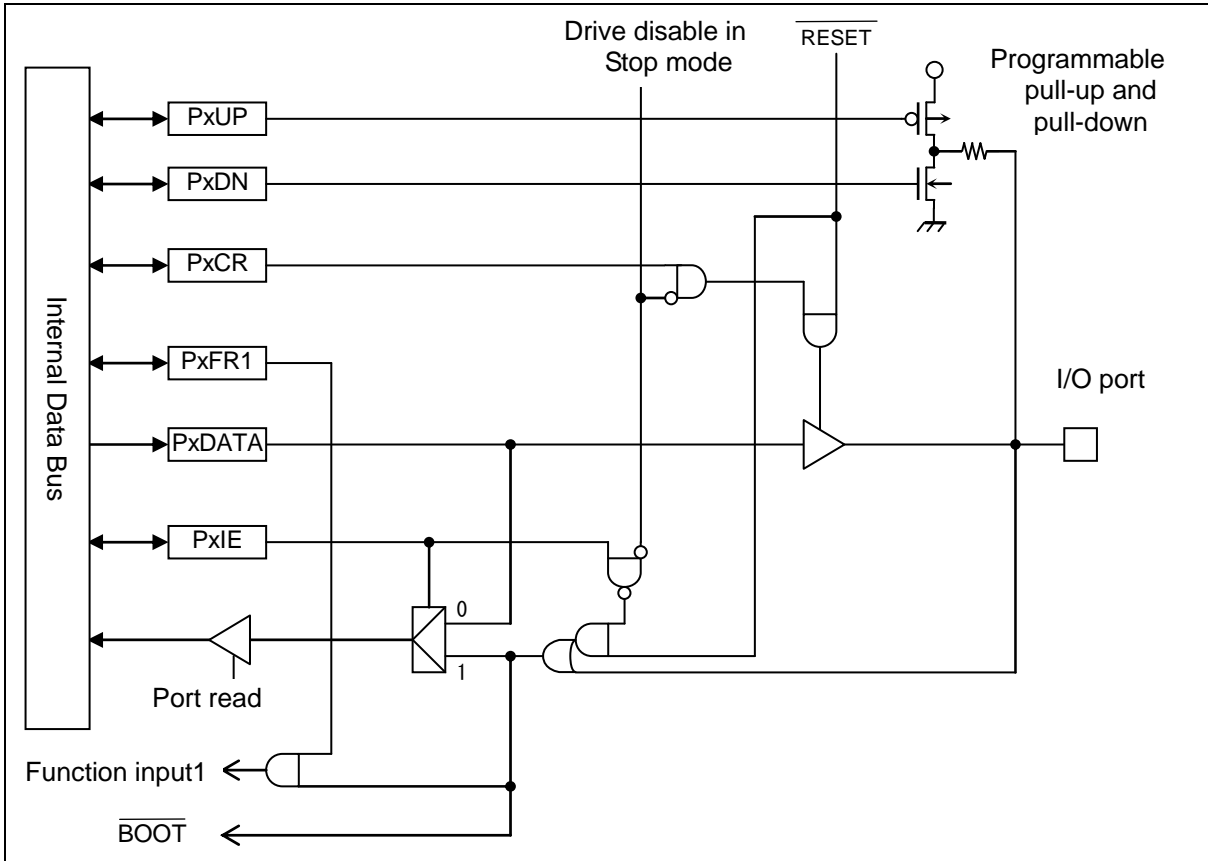 Drive disable in
Stop mode
RESET
Programmable
pull-up and
pull-down
PxUP
PxDN
PxCR
Internal Data Bus
PxFR1
I/O port
PxDATA
PxIE
0
1
Port read
Function input1
BOOT